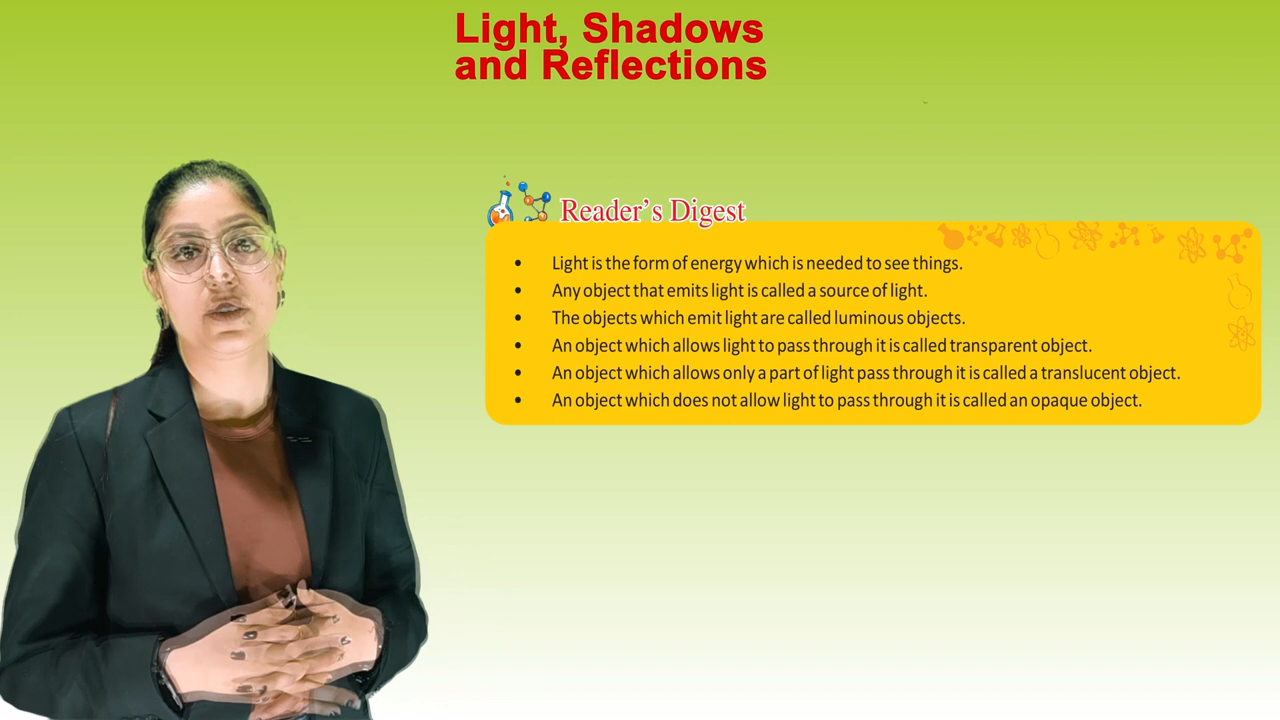 Light, Shadows
and Reflections
Reader's Digest
• Light is the form of energy which is needed to see things.
• Any object that emits light is called a source of light.
• The objects which emit light are called luminous objects.
• An object which allows light to pass through it is called transparent object.
• An object which allows only a part of light pass through it is called a translucent object.
• An object which does not allow light to pass through it is called an opaque object.